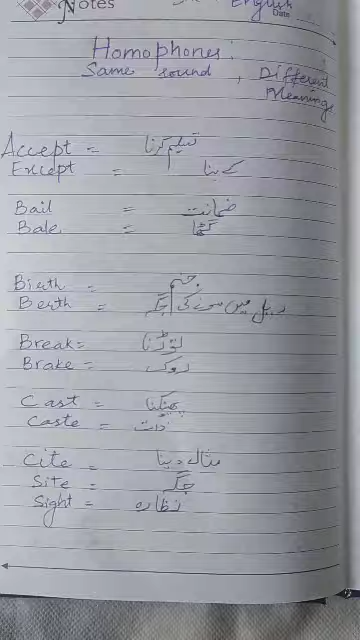 Notes
English
Date
Homophones:
Same sound, Different Meanings
Accept = تسلیم کرنا
Except = کے بنا
Bail = ضمانت
Bale = گٹھا
Birth = جنم
Berth = ریل میں سونے کی جگہ
Break = توڑنا
Brake = روک
Cast = پھینکنا
Caste = ذات
Cite = مثال دینا
Site = جگہ
Sight = نظارہ